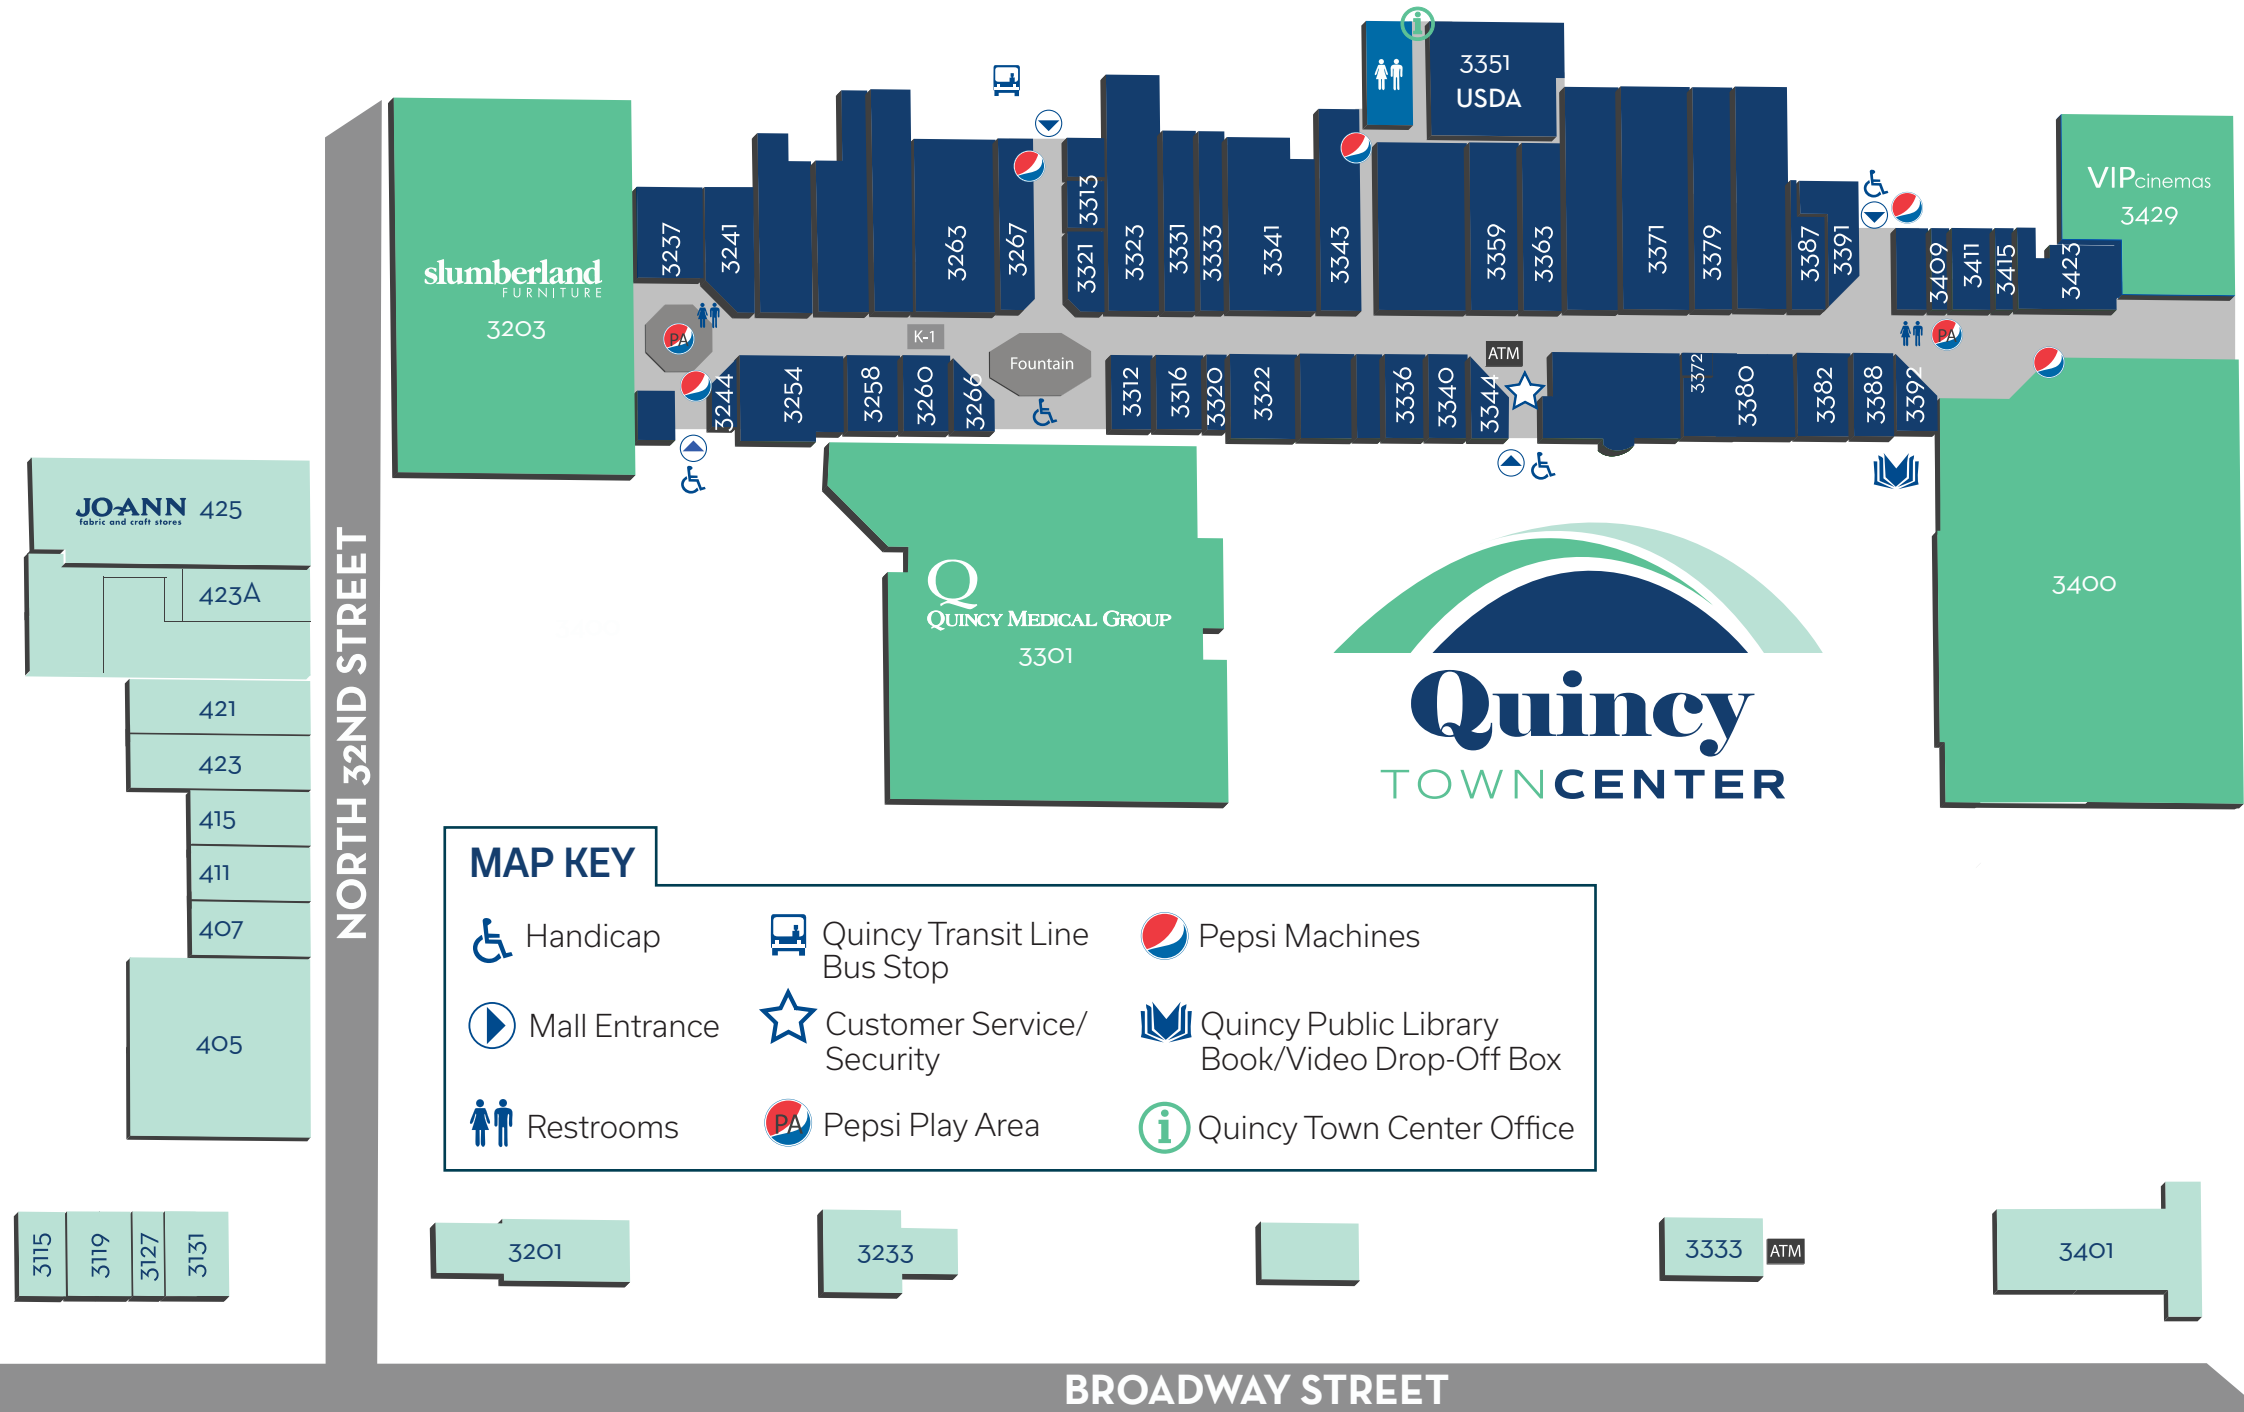 3351
USDA
VIPcinemas
3429
slumberland
FURNITURE
3203
3237
3241
3263
3267
3313
3321
3323
3331
3333
3341
3343
3359
3363
3371
3379
3387
3391
3409
3411
3415
3423
PA
K-1
Fountain
ATM
PA
3244
3254
3258
3260
3266
3312
3316
3320
3322
3336
3340
3344
3372
3380
3382
3388
3392
JO-ANN
fabric and craft stores
425
423A
421
423
415
411
407
405
NORTH 32ND STREET
Q
QUINCY MEDICAL GROUP
3301
3400
Quincy
TOWNCENTER
MAP KEY
Handicap
Quincy Transit Line
Bus Stop
Pepsi Machines
Mall Entrance
Customer Service/
Security
Quincy Public Library
Book/Video Drop-Off Box
Restrooms
PA
Pepsi Play Area
i
Quincy Town Center Office
3115
3119
3127
3131
3201
3233
3333
ATM
3401
BROADWAY STREET